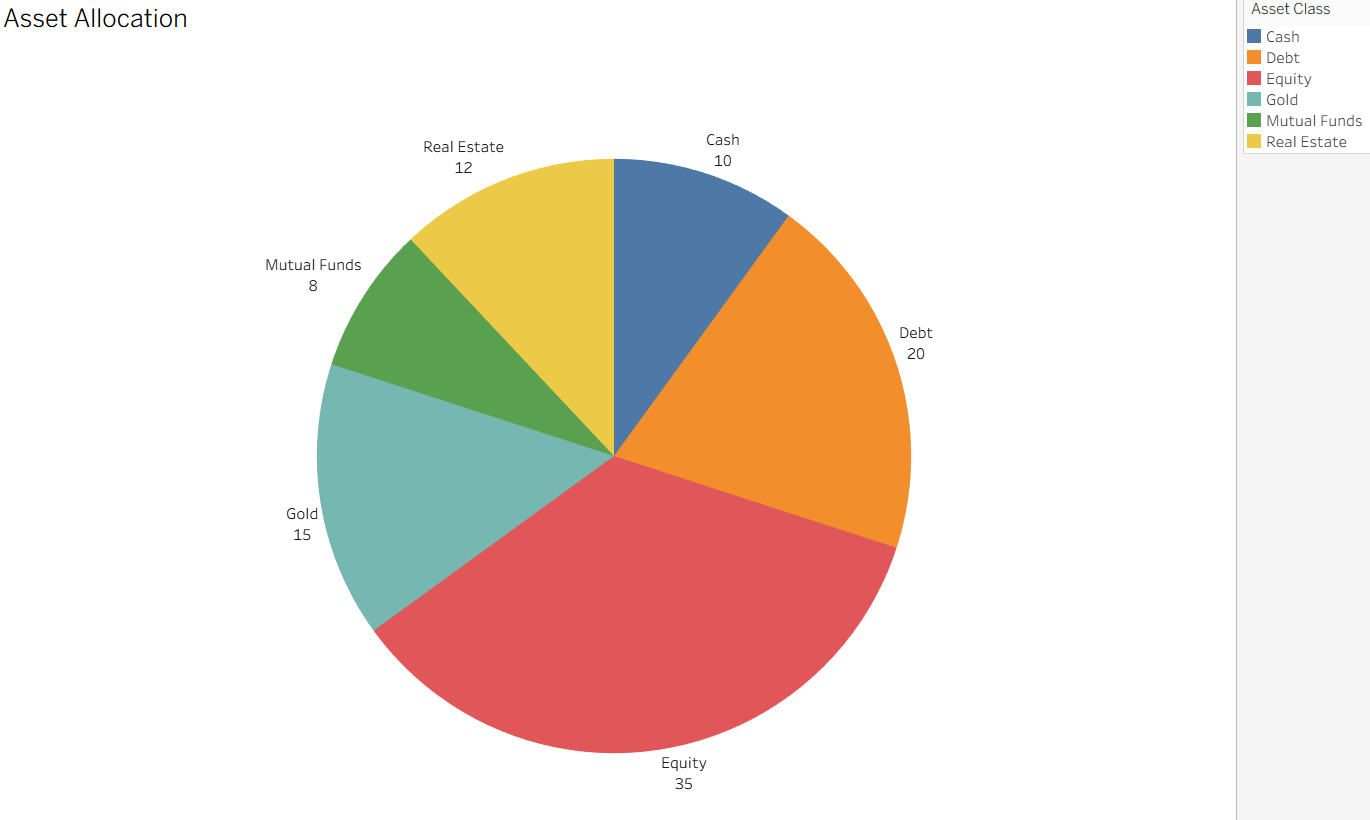 Asset Allocation
Asset Class
Cash
Debt
Equity
Gold
Mutual Funds
Real Estate
Cash
10
Real Estate
12
Mutual Funds
8
Debt
20
Gold
15
Equity
35